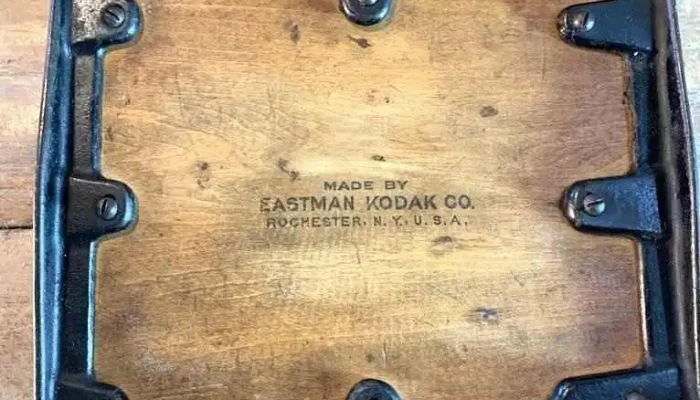 MADE BY
EASTMAN KODAK CO.
ROCHESTER, N.Y., U.S.A.